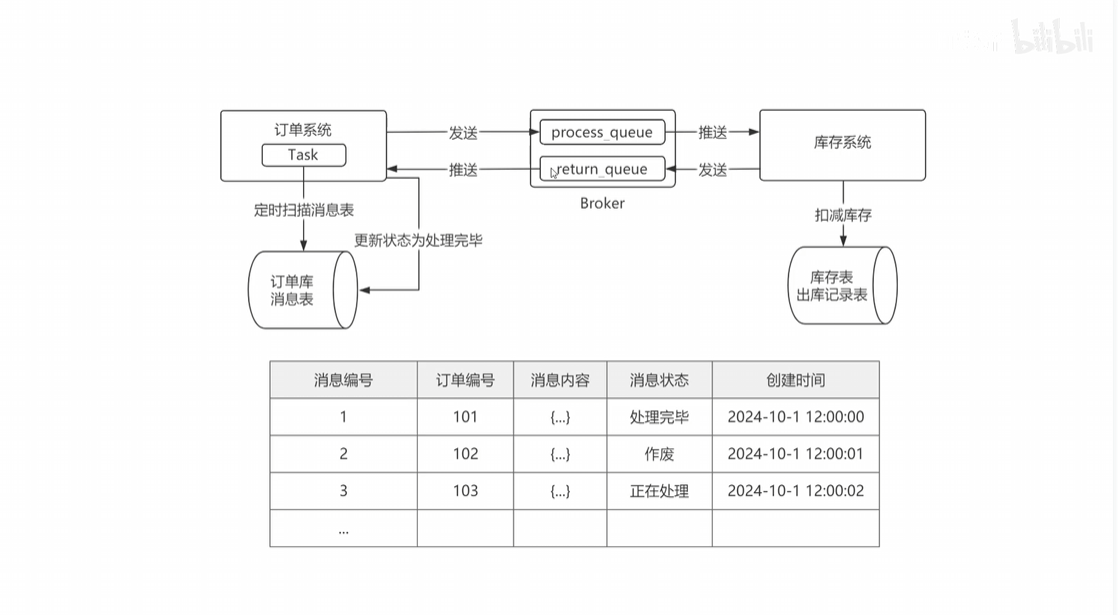 bilibili
订单系统
Task
发送
process_queue
推送
库存系统
推送
return_queue
发送
Broker
定时扫描消息表
更新状态为处理完毕
扣减库存
订单库
消息表
库存表
出库记录表
消息编号 订单编号 消息内容 消息状态 创建时间
1 101 {...} 处理完毕 2024-10-1 12:00:00
2 102 {...} 作废 2024-10-1 12:00:01
3 103 {...} 正在处理 2024-10-1 12:00:02
...